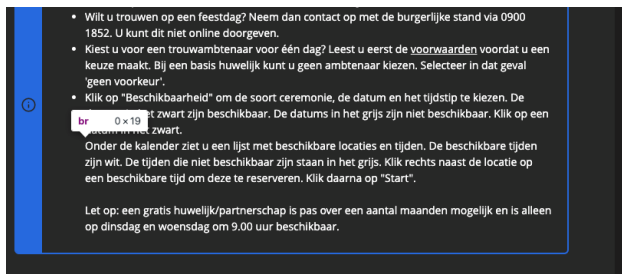 • Wilt u trouwen op een feestdag? Neem dan contact op met de burgerlijke stand via 0900
1852. U kunt dit niet online doorgeven.
• Kiest u voor een trouwambtenaar voor één dag? Leest u eerst de voorwaarden voordat u een
keuze maakt. Bij een basis huwelijk kunt u geen ambtenaar kiezen. Selecteer in dat geval
'geen voorkeur'.
• Klik op "Beschikbaarheid" om de soort ceremonie, de datum en het tijdstip te kiezen. De
zwart zijn beschikbaar. De datums in het grijs zijn niet beschikbaar. Klik op een
br 0 × 19
zwart.
Onder de kalender ziet u een lijst met beschikbare locaties en tijden. De beschikbare tijden
zijn wit. De tijden die niet beschikbaar zijn staan in het grijs. Klik rechts naast de locatie op
een beschikbare tijd om deze te reserveren. Klik daarna op "Start".
Let op: een gratis huwelijk/partnerschap is pas over een aantal maanden mogelijk en is alleen
op dinsdag en woensdag om 9.00 uur beschikbaar.